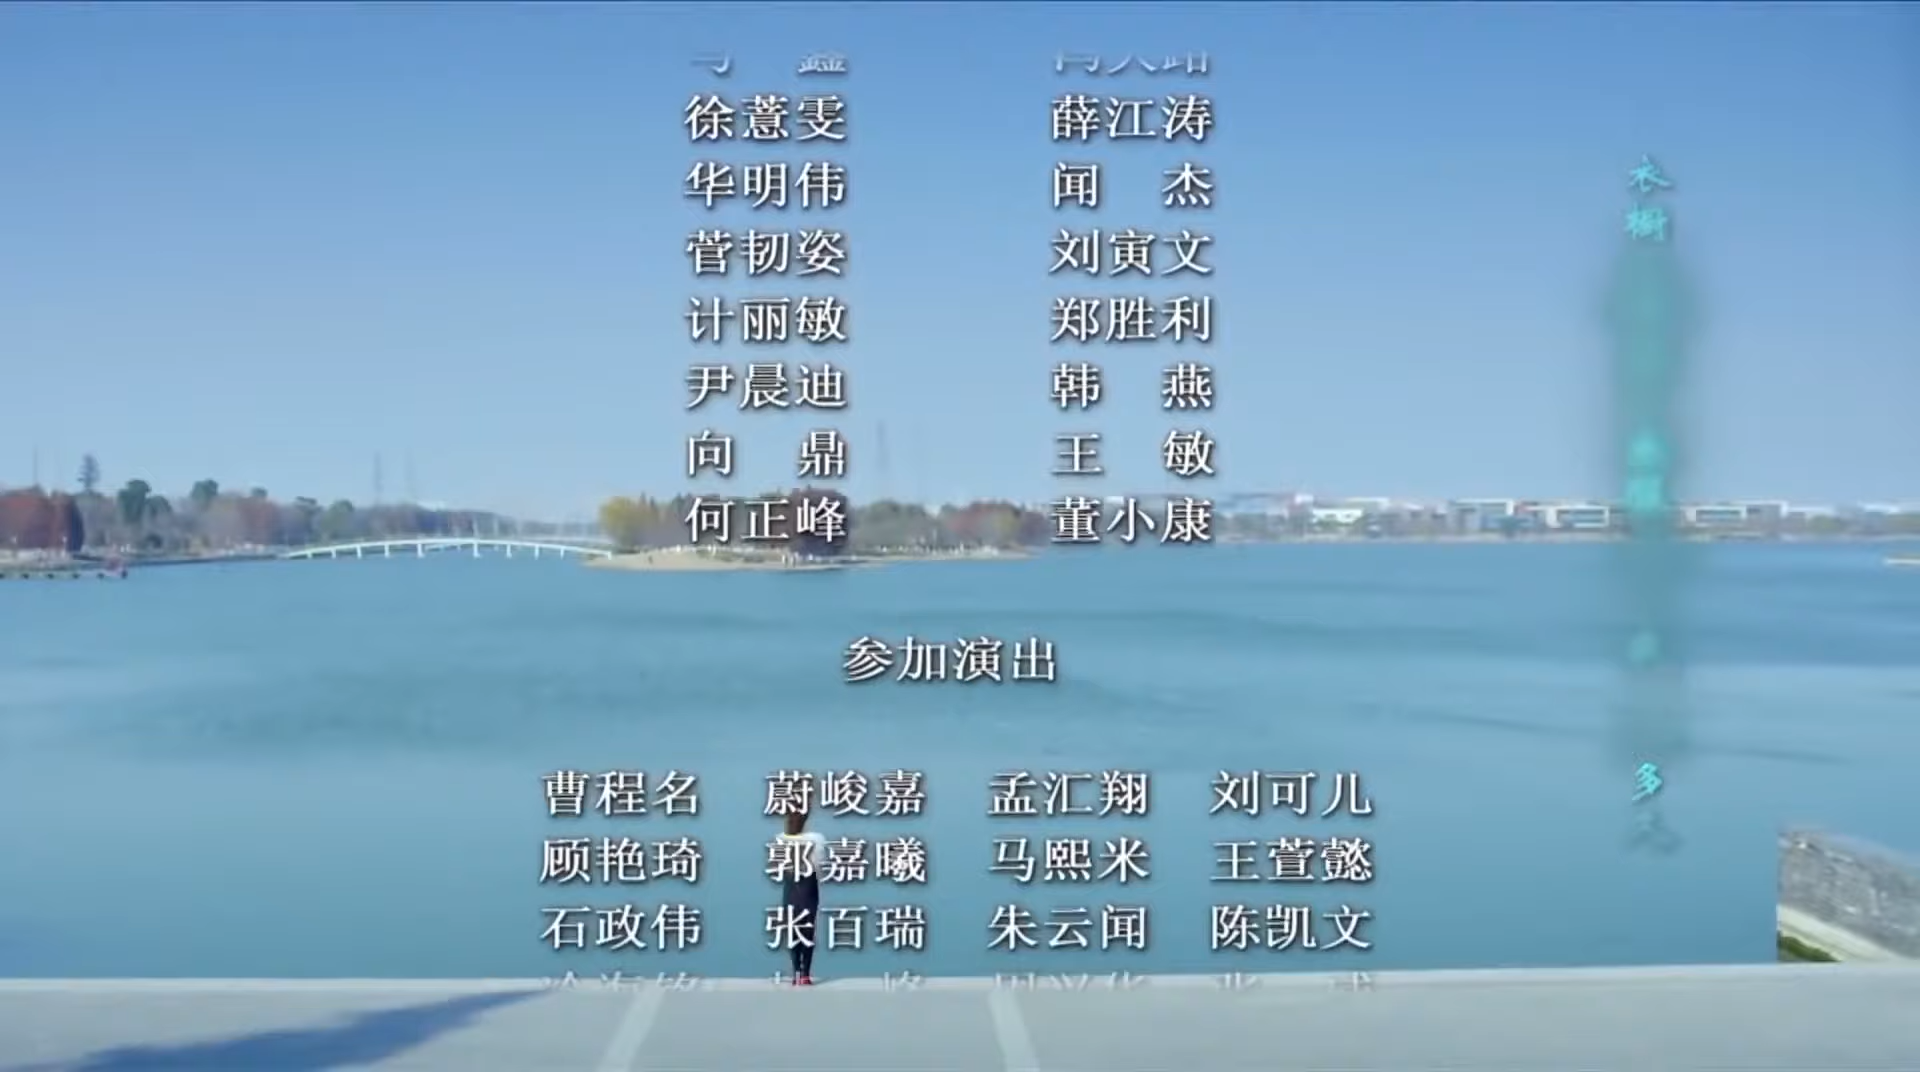 徐薏雯 薛江涛
华明伟 闻 杰
菅韧姿 刘寅文
计丽敏 郑胜利
尹晨迪 韩 燕
向 鼎 王 敏
何正峰 董小康
参加演出
曹程名 蔚峻嘉 孟汇翔 刘可儿
顾艳琦 郭嘉曦 马熙米 王萱懿
石政伟 张百瑞 朱云闻 陈凯文
衣橱
多